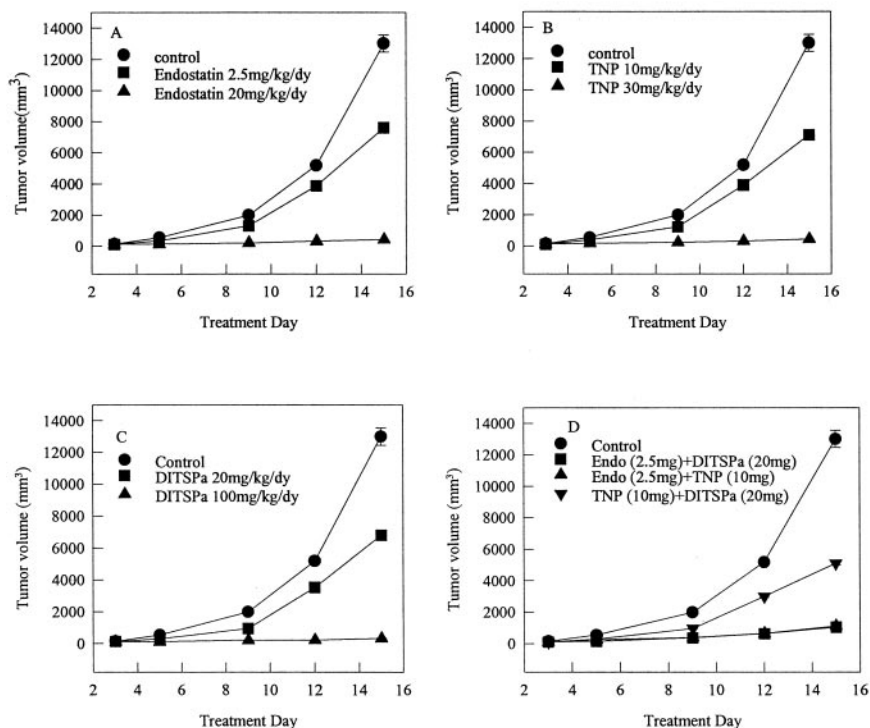 A
control
Endostatin 2.5mg/kg/dy
Endostatin 20mg/kg/dy
14000
12000
10000
8000
6000
4000
2000
0
Tumor volume(mm³)
2 4 6 8 10 12 14 16
Treatment Day
B
control
TNP 10mg/kg/dy
TNP 30mg/kg/dy
14000
12000
10000
8000
6000
4000
2000
0
Tumor volume (mm³)
2 4 6 8 10 12 14 16
Treatment Day
C
Control
DITSPa 20mg/kg/dy
DITSPa 100mg/kg/dy
14000
12000
10000
8000
6000
4000
2000
0
Tumor volume (mm³)
2 4 6 8 10 12 14 16
Treatment Day
D
Control
Endo (2.5mg)+DITSPa (20mg)
Endo (2.5mg)+TNP (10mg)
TNP (10mg)+DITSPa (20mg)
14000
12000
10000
8000
6000
4000
2000
0
Tumor volume (mm³)
2 4 6 8 10 12 14 16
Treatment Day